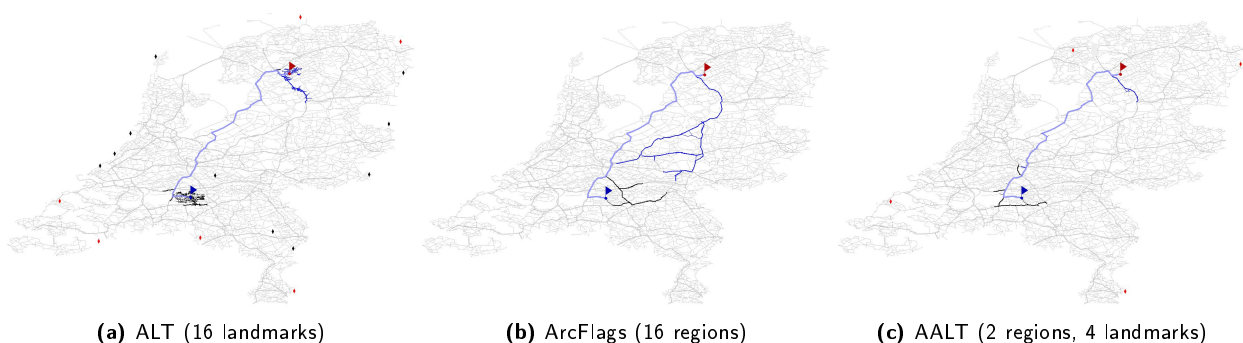 (a) ALT (16 landmarks)
(b) ArcFlags (16 regions)
(c) AALT (2 regions, 4 landmarks)